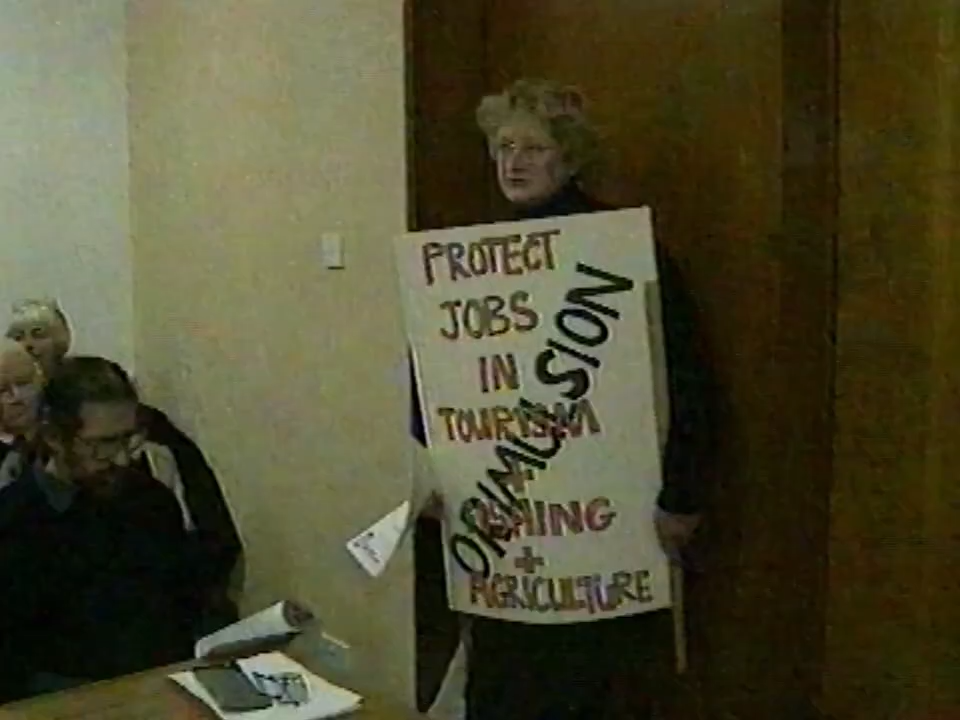 PROTECT
JOBS
IN
TOURISM
+
FISHING
+
AGRICULTURE
ORIMULSION